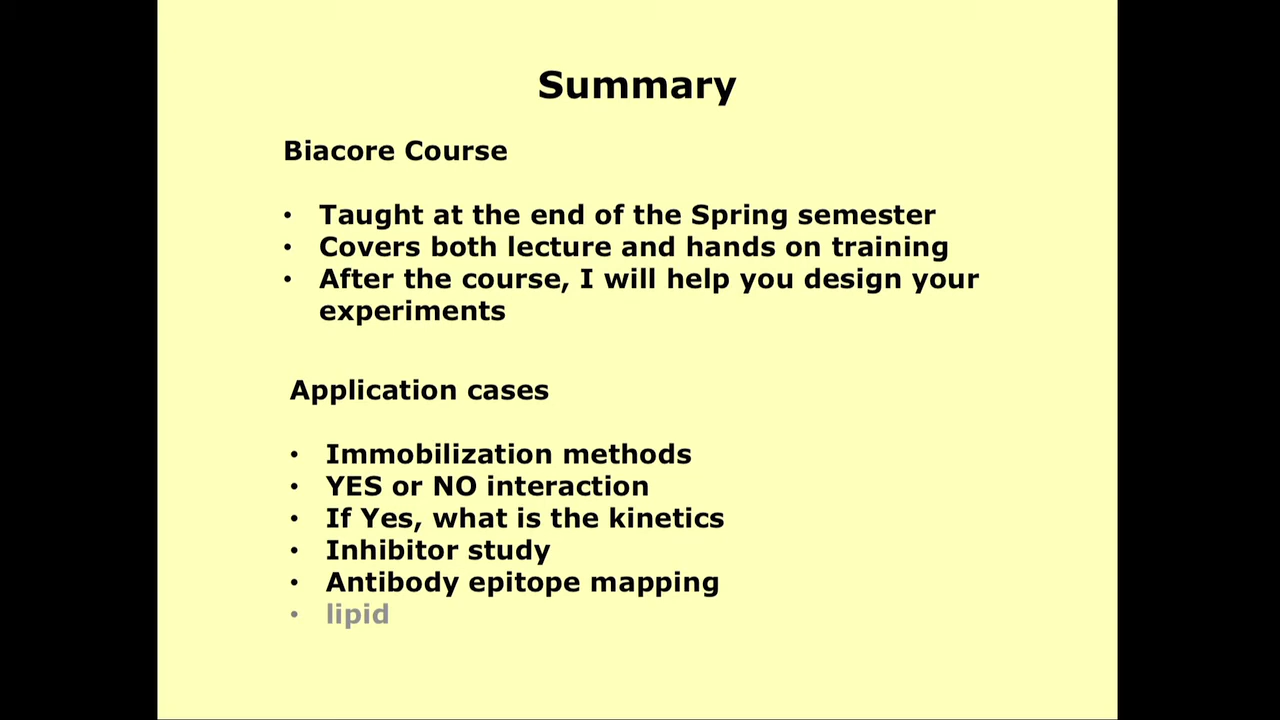 Summary
Biacore Course
• Taught at the end of the Spring semester
• Covers both lecture and hands on training
• After the course, I will help you design your
experiments
Application cases
• Immobilization methods
• YES or NO interaction
• If Yes, what is the kinetics
• Inhibitor study
• Antibody epitope mapping
• lipid